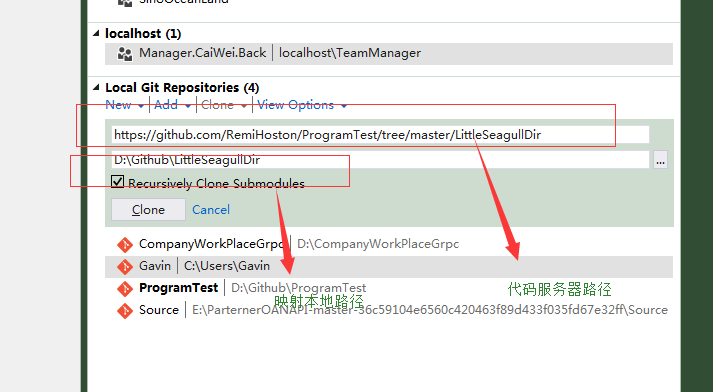 SinoOceanLand
localhost (1)
Manager.CaiWei.Back | localhost\TeamManager
Local Git Repositories (4)
New | Add | Clone | View Options
https://github.com/RemiHoston/ProgramTest/tree/master/LittleSeagullDir
D:\Github\LittleSeagullDir ...
Recursively Clone Submodules
Clone Cancel
CompanyWorkPlaceGrpc | D:\CompanyWorkPlaceGrpc
Gavin | C:\Users\Gavin
ProgramTest | D:\Github\ProgramTest
代码服务器路径
映射本地路径
Source | E:\ParternerOANAPI-master-36c59104e6560c420463f89d433f035fd67e32ff\Source